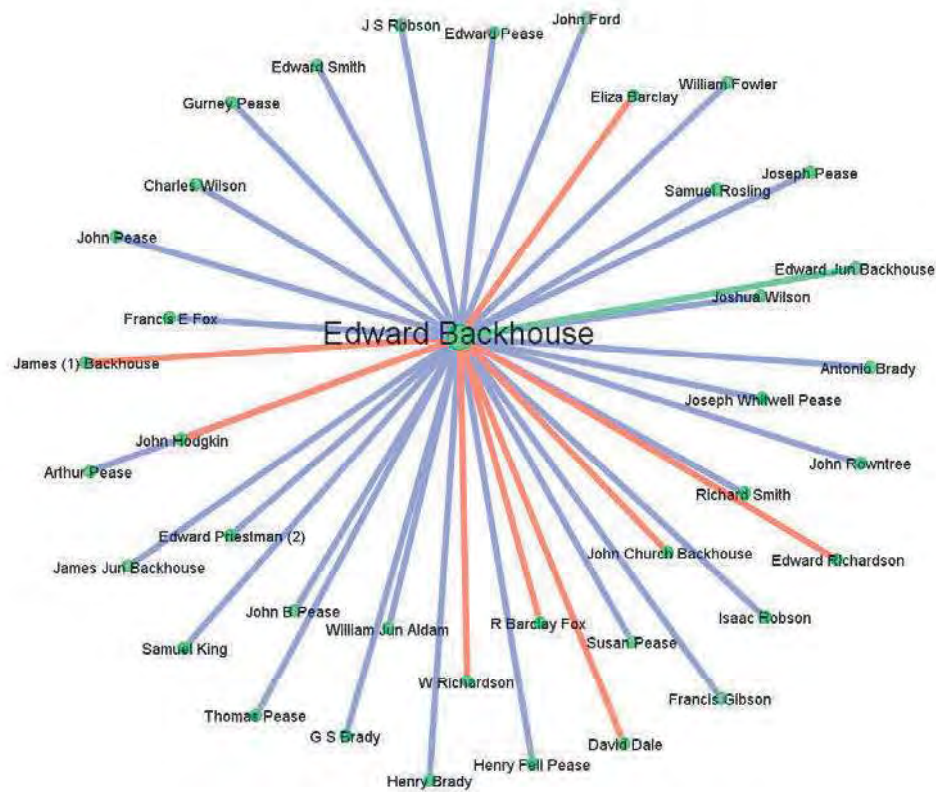 John Ford
J S Robson
Edward Pease
Edward Smith
William Fowler
Eliza Barclay
Gurney Pease
Joseph Pease
Charles Wilson
Samuel Rosling
John Pease
Edward Jun Backhouse
Joshua Wilson
Francis E Fox
Edward Backhouse
James (1) Backhouse
Antonio Brady
Joseph Whitwell Pease
John Hodgkin
Arthur Pease
John Rowntree
Richard Smith
Edward Priestman (2)
John Church Backhouse
Edward Richardson
James Jun Backhouse
John B Pease
Isaac Robson
William Jun Aldam
R Barclay Fox
Susan Pease
Samuel King
W Richardson
Francis Gibson
Thomas Pease
G S Brady
David Dale
Henry Fell Pease
Henry Brady